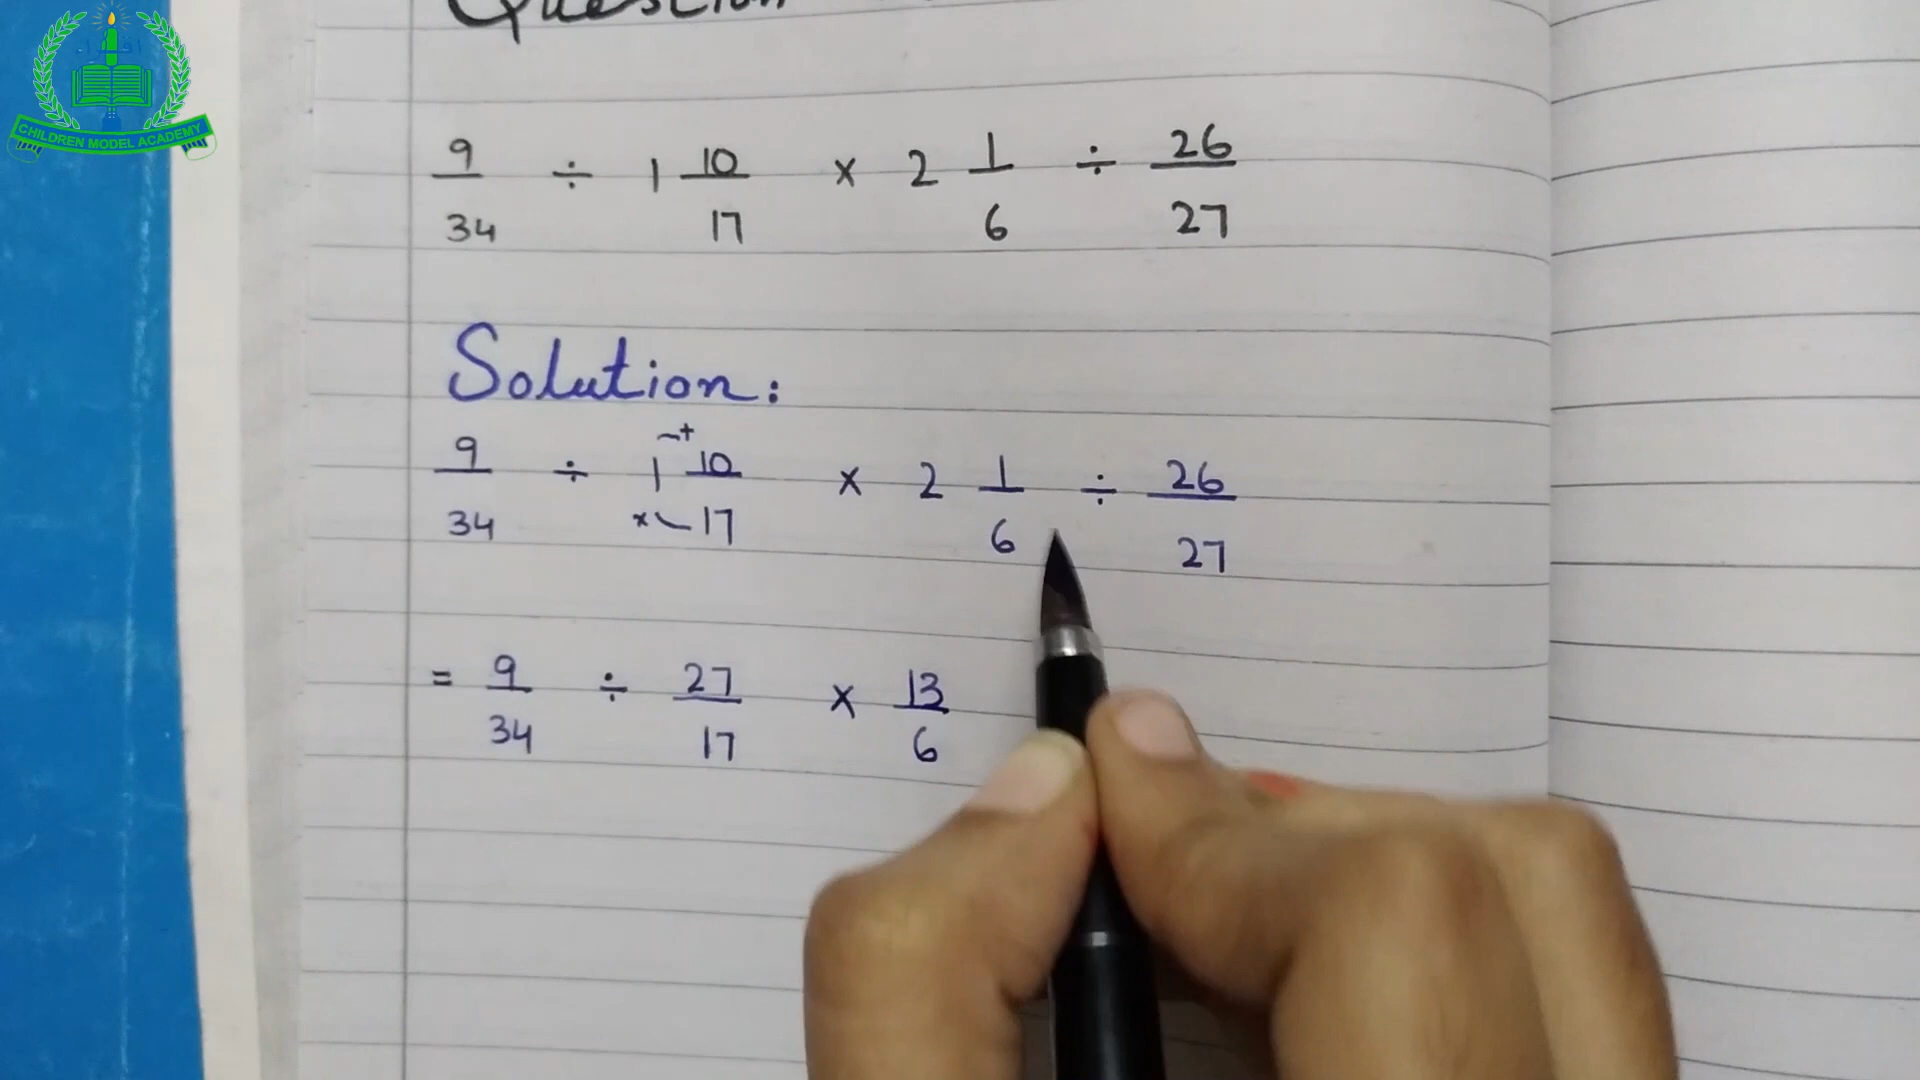 Question
9/34 ÷ 1 10/17 × 2 1/6 ÷ 26/27
Solution:
9/34 ÷ 1 10/17 × 2 1/6 ÷ 26/27
= 9/34 ÷ 27/17 × 13/6
CHILDREN MODEL ACADEMY